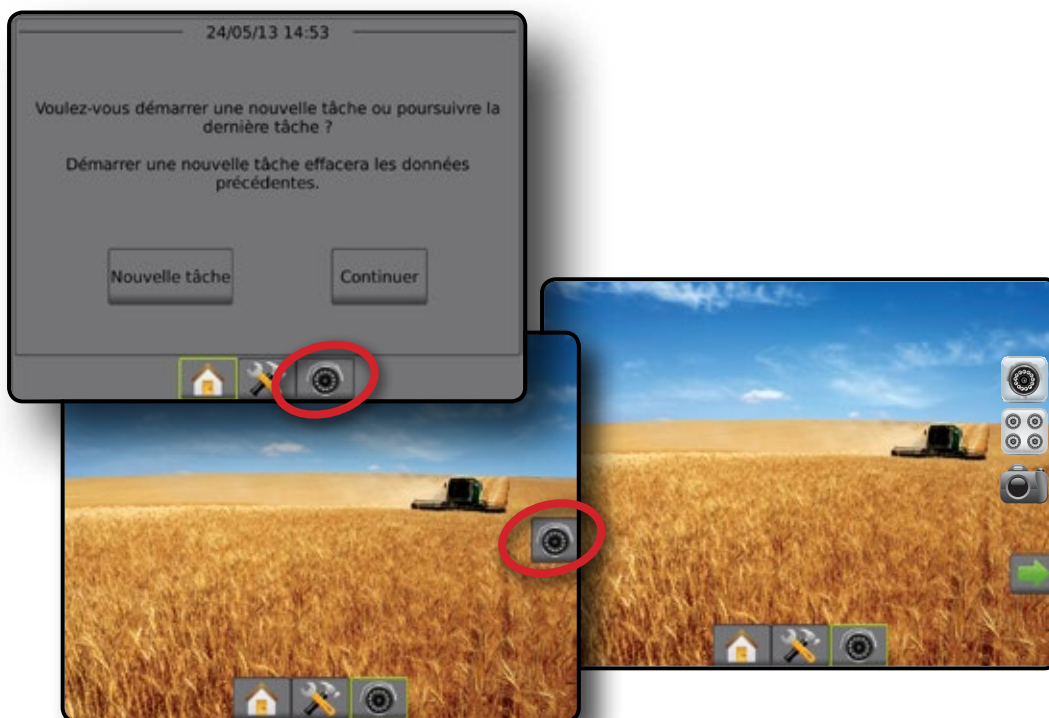 24/05/13 14:53
Voulez-vous démarrer une nouvelle tâche ou poursuivre la
dernière tâche ?
Démarrer une nouvelle tâche effacera les données
précédentes.
Nouvelle tâche
Continuer